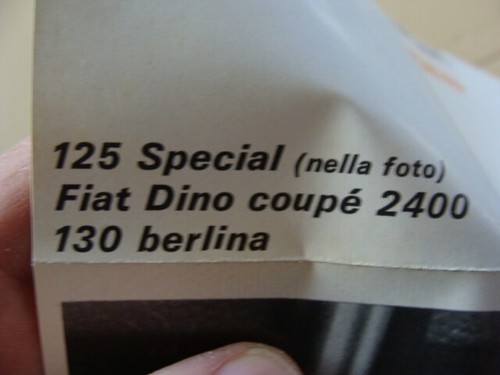 125 Special (nella foto)
Fiat Dino coupé 2400
130 berlina